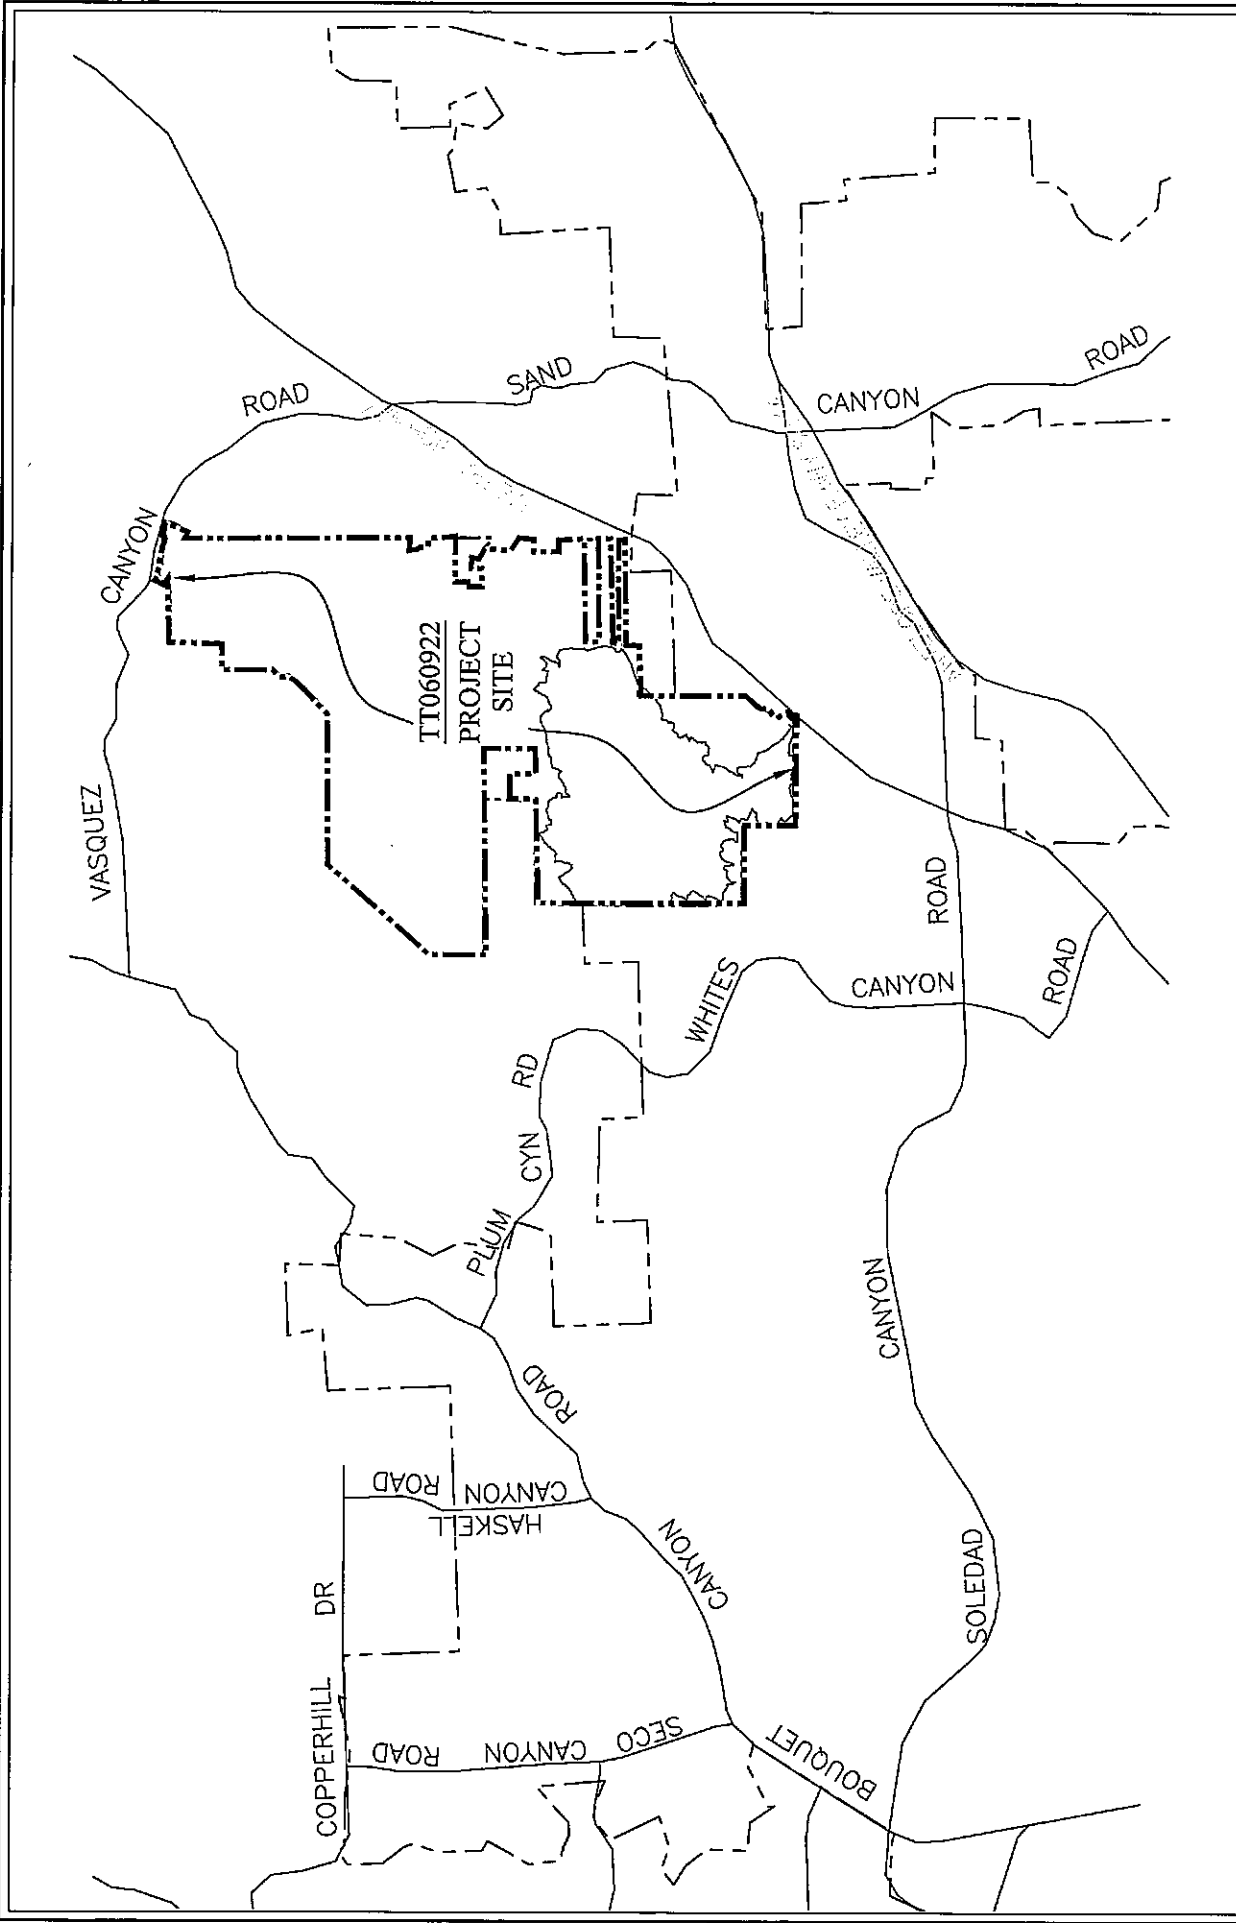 VASQUEZ
CANYON
ROAD
SAND
CANYON
ROAD
TT060922
PROJECT
SITE
PLUM
CYN
RD
WHITES
CANYON
ROAD
COPPERHILL
DR
HASKELL
CANYON ROAD
SECO
CANYON
ROAD
BOUQUET
CANYON
ROAD
SOLEDAD
CANYON
ROAD